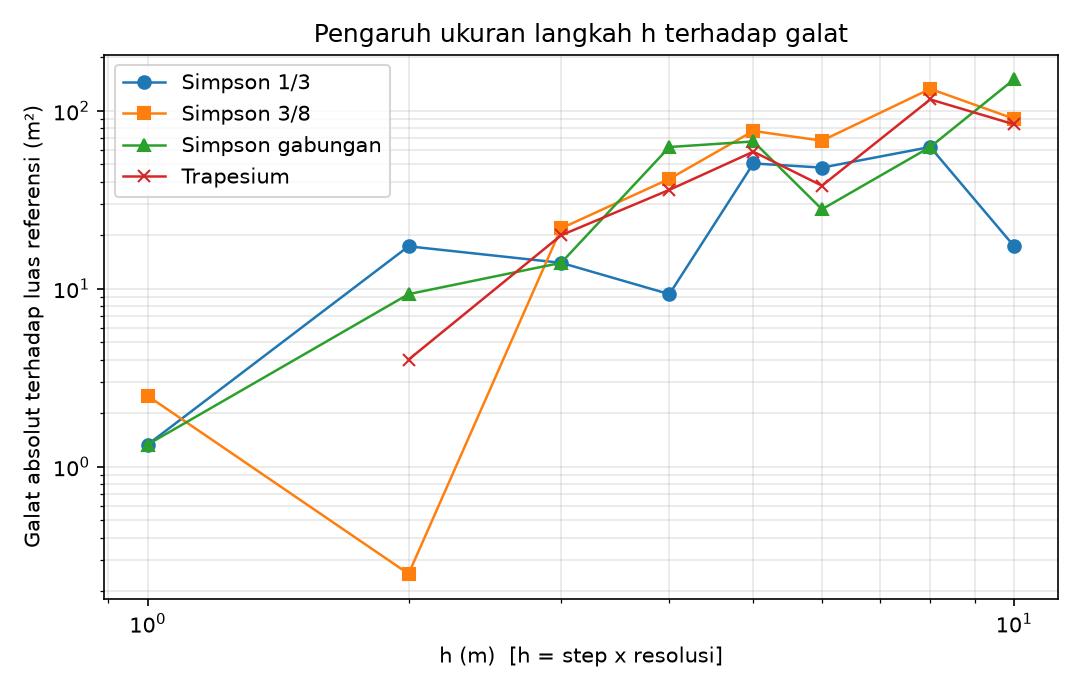 Pengaruh ukuran langkah h terhadap galat
Simpson 1/3
Simpson 3/8
Simpson gabungan
Trapesium
Galat absolut terhadap luas referensi (m²)
10²
10¹
10⁰
10⁰
10¹
h (m)  [h = step x resolusi]